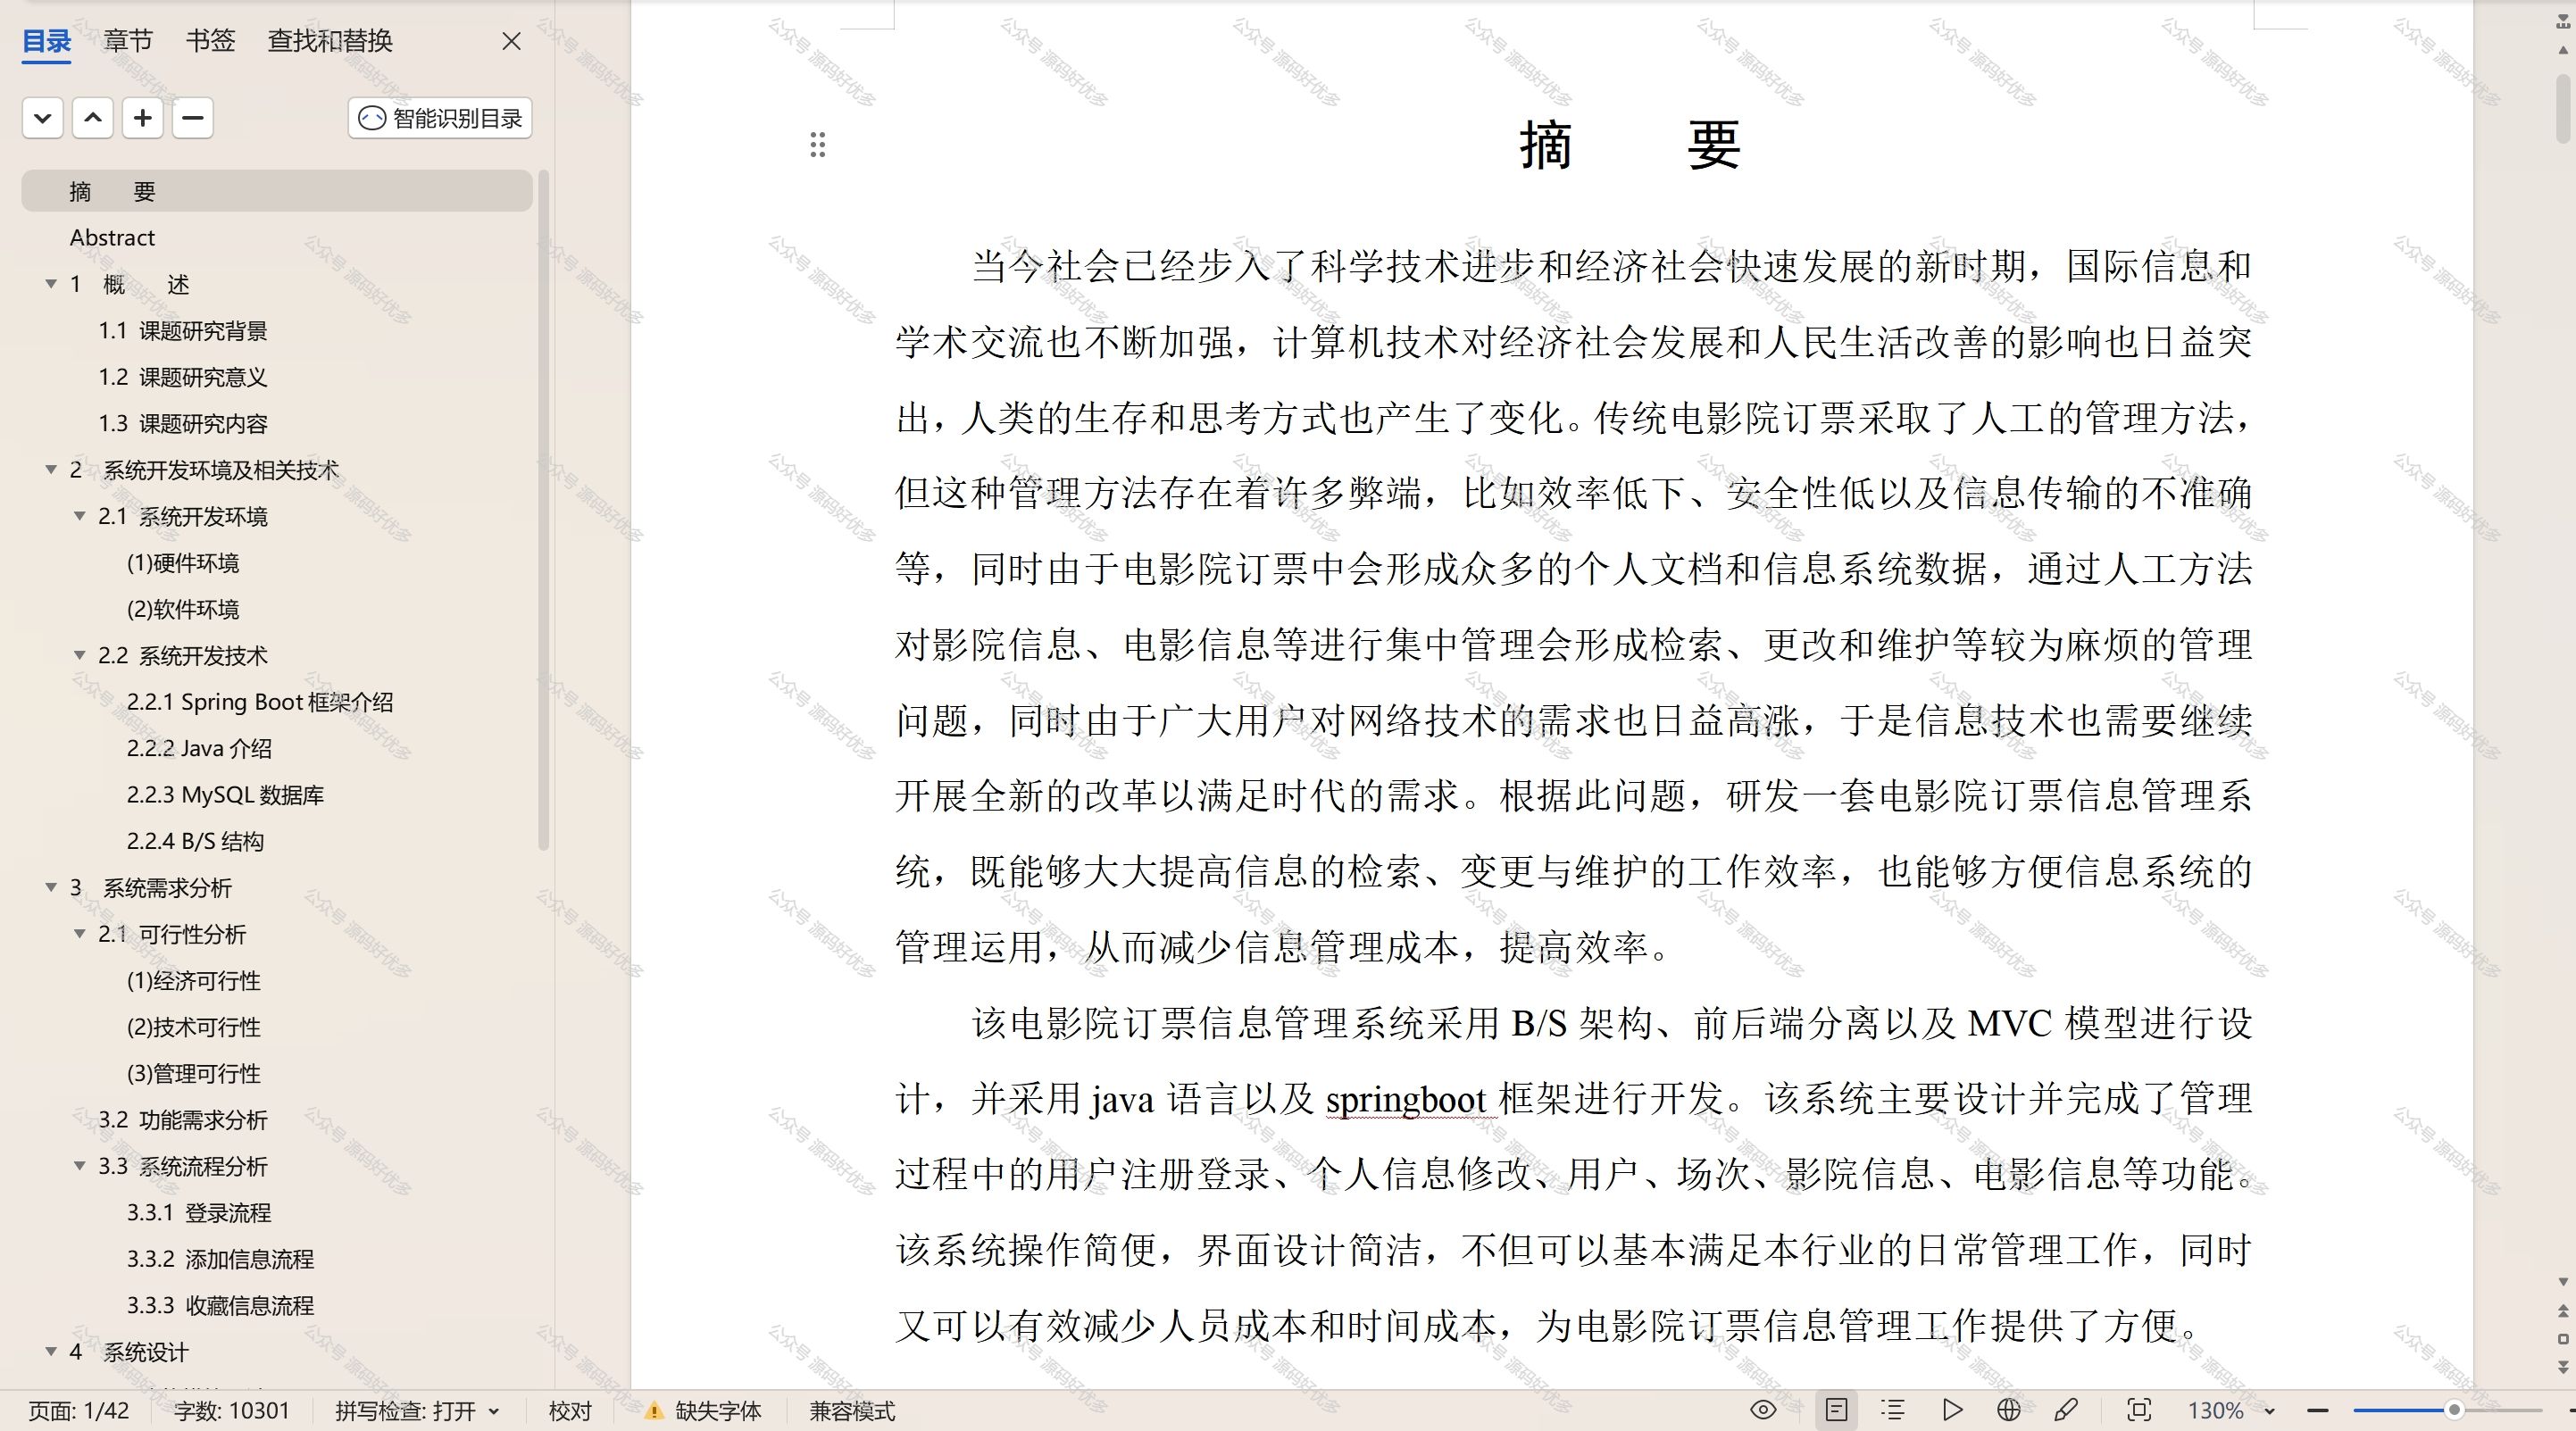 目录 章节 书签 查找和替换
智能识别目录
摘 要
Abstract
1 概 述
1.1 课题研究背景
1.2 课题研究意义
1.3 课题研究内容
2 系统开发环境及相关技术
2.1 系统开发环境
(1)硬件环境
(2)软件环境
2.2 系统开发技术
2.2.1 Spring Boot 框架介绍
2.2.2 Java 介绍
2.2.3 MySQL 数据库
2.2.4 B/S 结构
3 系统需求分析
2.1 可行性分析
(1)经济可行性
(2)技术可行性
(3)管理可行性
3.2 功能需求分析
3.3 系统流程分析
3.3.1 登录流程
3.3.2 添加信息流程
3.3.3 收藏信息流程
4 系统设计
摘 要
当今社会已经步入了科学技术进步和经济社会快速发展的新时期，国际信息和
学术交流也不断加强，计算机技术对经济社会发展和人民生活改善的影响也日益突
出，人类的生存和思考方式也产生了变化。传统电影院订票采取了人工的管理方法，
但这种管理方法存在着许多弊端，比如效率低下、安全性低以及信息传输的不准确
等，同时由于电影院订票中会形成众多的个人文档和信息系统数据，通过人工方法
对影院信息、电影信息等进行集中管理会形成检索、更改和维护等较为麻烦的管理
问题，同时由于广大用户对网络技术的需求也日益高涨，于是信息技术也需要继续
开展全新的改革以满足时代的需求。根据此问题，研发一套电影院订票信息管理系
统，既能够大大提高信息的检索、变更与维护的工作效率，也能够方便信息系统的
管理运用，从而减少信息管理成本，提高效率。
该电影院订票信息管理系统采用 B/S 架构、前后端分离以及 MVC 模型进行设
计，并采用 java 语言以及 springboot 框架进行开发。该系统主要设计并完成了管理
过程中的用户注册登录、个人信息修改、用户、场次、影院信息、电影信息等功能。
该系统操作简便，界面设计简洁，不但可以基本满足本行业的日常管理工作，同时
又可以有效减少人员成本和时间成本，为电影院订票信息管理工作提供了方便。
公众号 源码好优多
页面: 1/42 字数: 10301 拼写检查: 打开 校对 缺失字体 兼容模式 130%